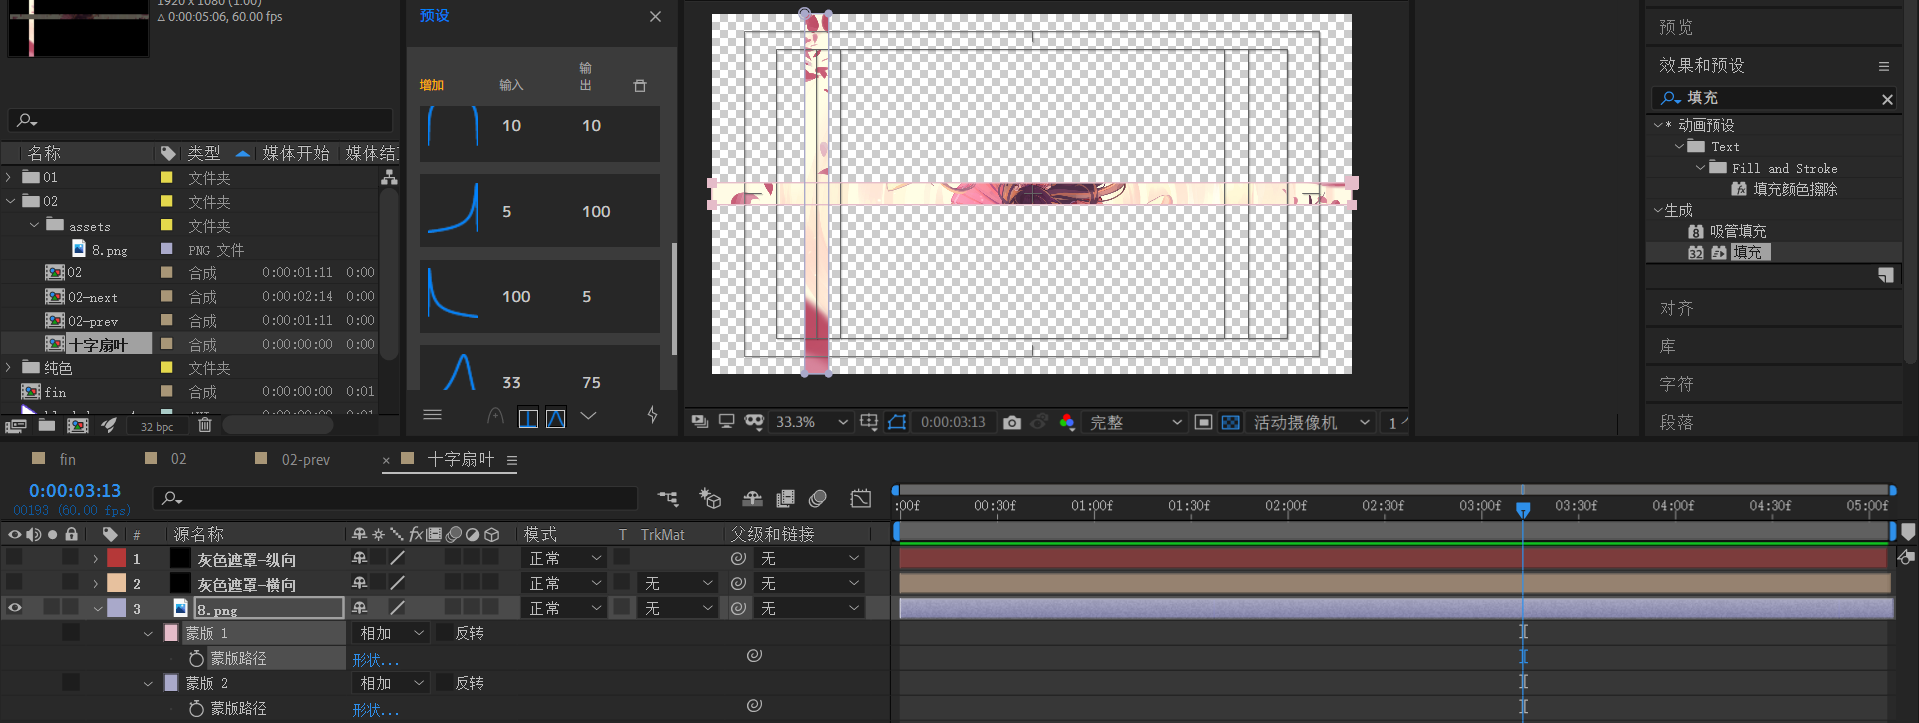 1920 x 1080 (1.00)
Δ 0:00:05:06, 60.00 fps
名称 类型 媒体开始 媒体结
01 文件夹
02 文件夹
assets 文件夹
8.png PNG 文件
02 合成 0:00:01:11 0:00
02-next 合成 0:00:02:14 0:00
02-prev 合成 0:00:01:11 0:00
十字扇叶 合成 0:00:00:00 0:00
纯色 文件夹
fin 合成 0:00:00:00 0:01
32 bpc
预设
增加 输入 输出
10 10
5 100
100 5
33 75
33.3% 0:00:03:13 完整 活动摄像机 1
预览
效果和预设
填充
* 动画预设
Text
Fill and Stroke
填充颜色擦除
生成
8 吸管填充
32 填充
对齐
库
字符
段落
fin 02 02-prev × 十字扇叶
0:00:03:13
00193 (60.00 fps)
:00f 00:30f 01:00f 01:30f 02:00f 02:30f 03:00f 03:30f 04:00f 04:30f 05:00f
# 源名称 fx 模式 T TrkMat 父级和链接
1 灰色遮罩-纵向 正常 无
2 灰色遮罩-横向 正常 无 无
3 8.png 正常 无 无
蒙版 1 相加 反转
蒙版路径 形状...
蒙版 2 相加 反转
蒙版路径 形状...